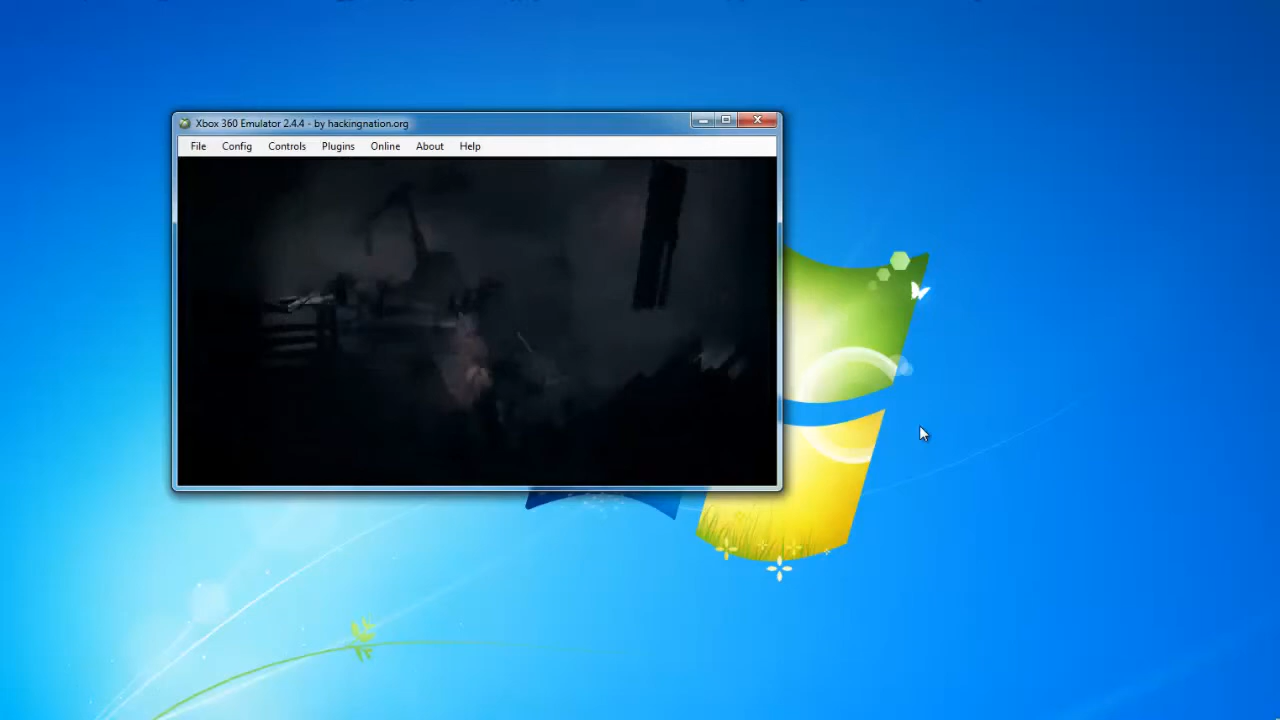 Xbox 360 Emulator 2.4.4 - by hackingnation.org
File Config Controls Plugins Online About Help